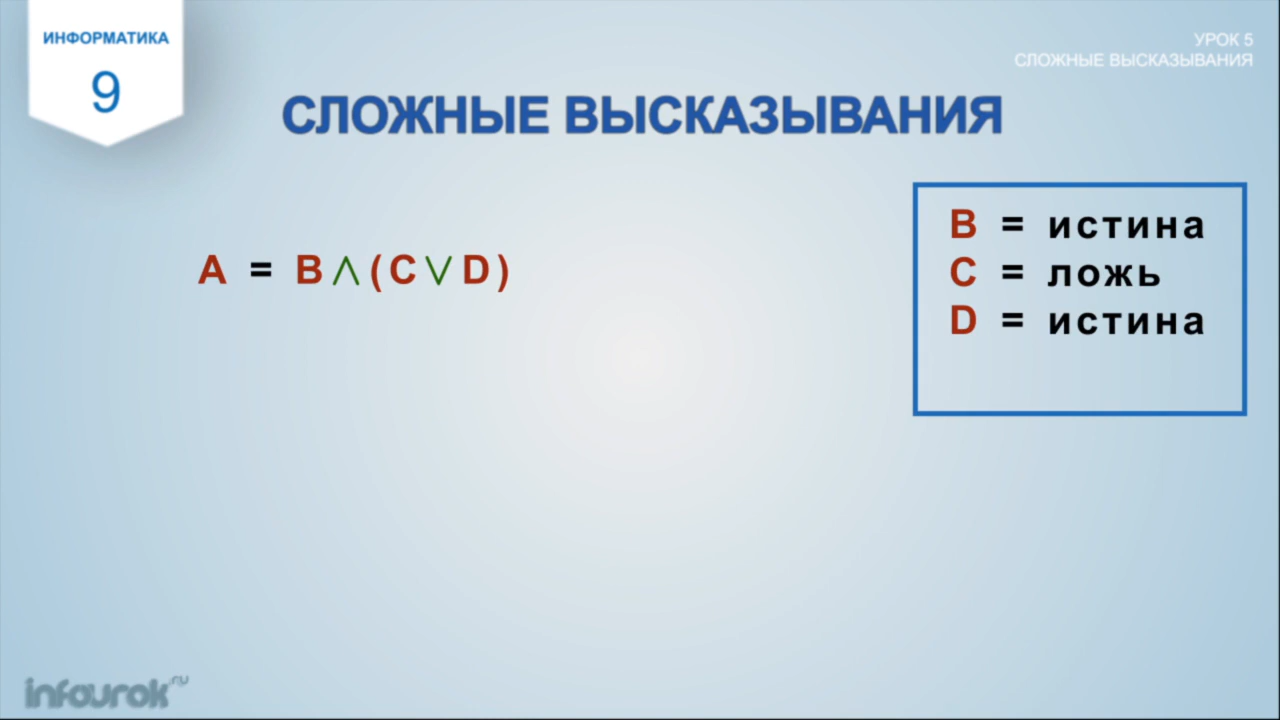 ИНФОРМАТИКА
9
УРОК 5
СЛОЖНЫЕ ВЫСКАЗЫВАНИЯ
СЛОЖНЫЕ ВЫСКАЗЫВАНИЯ
A = B∧(C∨D)
B = истина
C = ложь
D = истина
infourok.ru